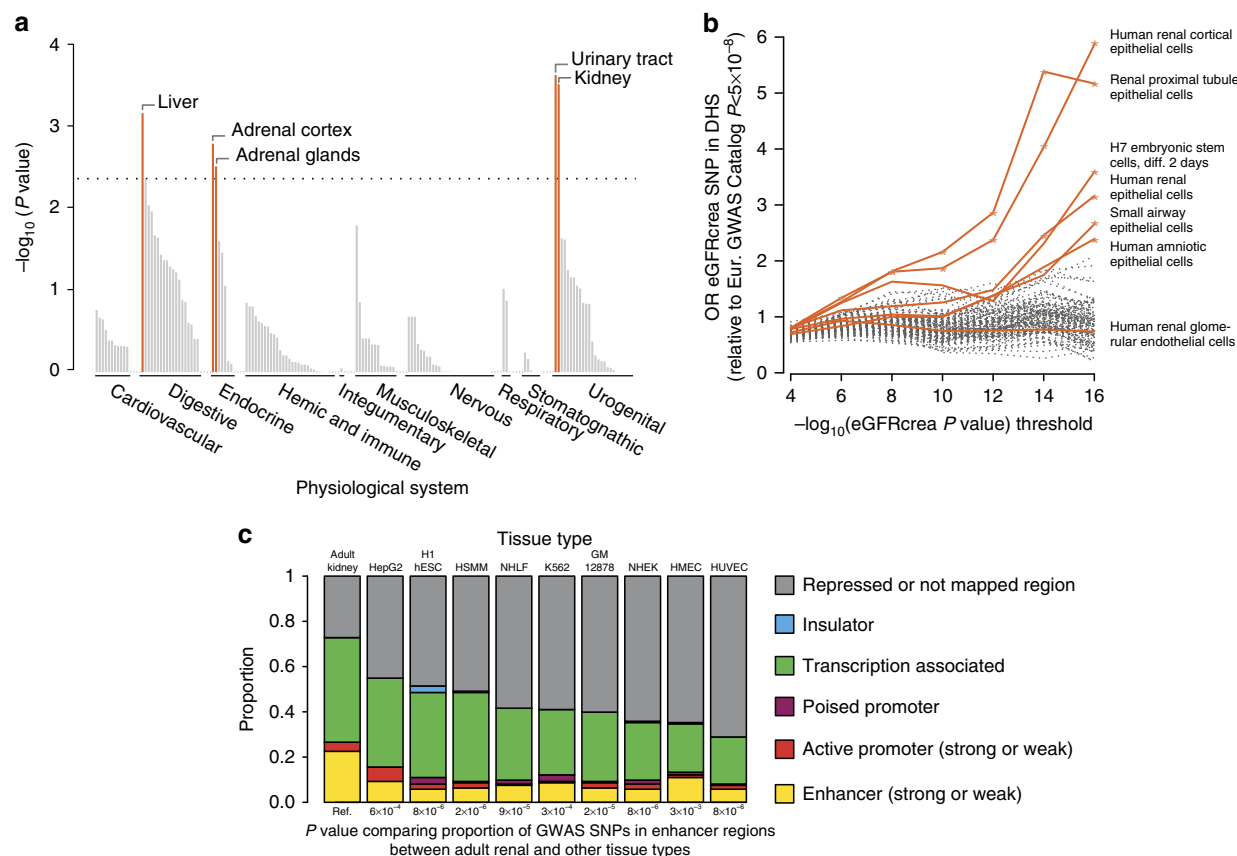 a
4
3
2
1
0
–log10 (P value)
Liver
Adrenal cortex
Adrenal glands
Urinary tract
Kidney
Cardiovascular
Digestive
Endocrine
Hemic and immune
Integumentary
Musculoskeletal
Nervous
Respiratory
Stomatognathic
Urogenital
Physiological system
b
OR eGFRcrea SNP in DHS
(relative to Eur. GWAS Catalog P<5×10–8)
6
5
4
3
2
1
0
4 6 8 10 12 14 16
–log10(eGFRcrea P value) threshold
Human renal cortical
epithelial cells
Renal proximal tubule
epithelial cells
H7 embryonic stem
cells, diff. 2 days
Human renal
epithelial cells
Small airway
epithelial cells
Human amniotic
epithelial cells
Human renal glome-
rular endothelial cells
c
Tissue type
Adult
kidney
HepG2
H1
hESC
HSMM
NHLF
K562
GM
12878
NHEK
HMEC
HUVEC
Proportion
1
0.8
0.6
0.4
0.2
0.0
Ref. 6×10–4 8×10–6 2×10–6 9×10–5 3×10–4 2×10–5 8×10–6 3×10–3 8×10–6
P value comparing proportion of GWAS SNPs in enhancer regions
between adult renal and other tissue types
Repressed or not mapped region
Insulator
Transcription associated
Poised promoter
Active promoter (strong or weak)
Enhancer (strong or weak)